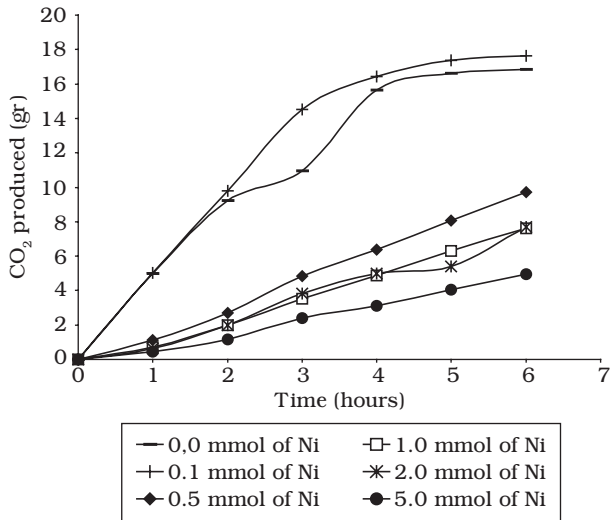 20
18
16
14
12
10
8
6
4
2
0
CO₂ produced (gr)
0 1 2 3 4 5 6 7
Time (hours)
0,0 mmol of Ni
0.1 mmol of Ni
0.5 mmol of Ni
1.0 mmol of Ni
2.0 mmol of Ni
5.0 mmol of Ni